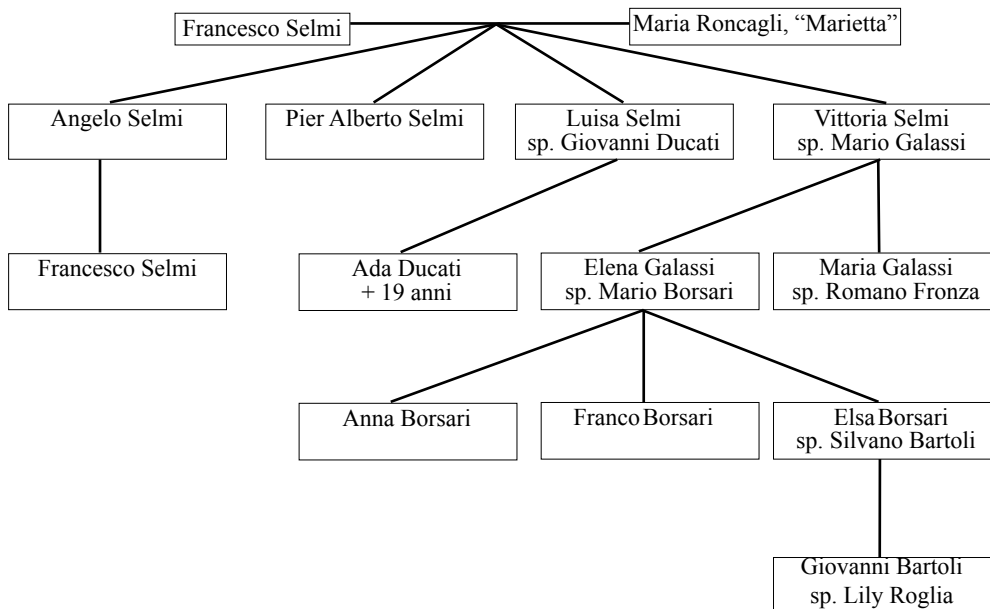 Francesco Selmi
Maria Roncagli, “Marietta”
Angelo Selmi
Pier Alberto Selmi
Luisa Selmi
sp. Giovanni Ducati
Vittoria Selmi
sp. Mario Galassi
Francesco Selmi
Ada Ducati
+ 19 anni
Elena Galassi
sp. Mario Borsari
Maria Galassi
sp. Romano Fronza
Anna Borsari
Franco Borsari
Elsa Borsari
sp. Silvano Bartoli
Giovanni Bartoli
sp. Lily Roglia